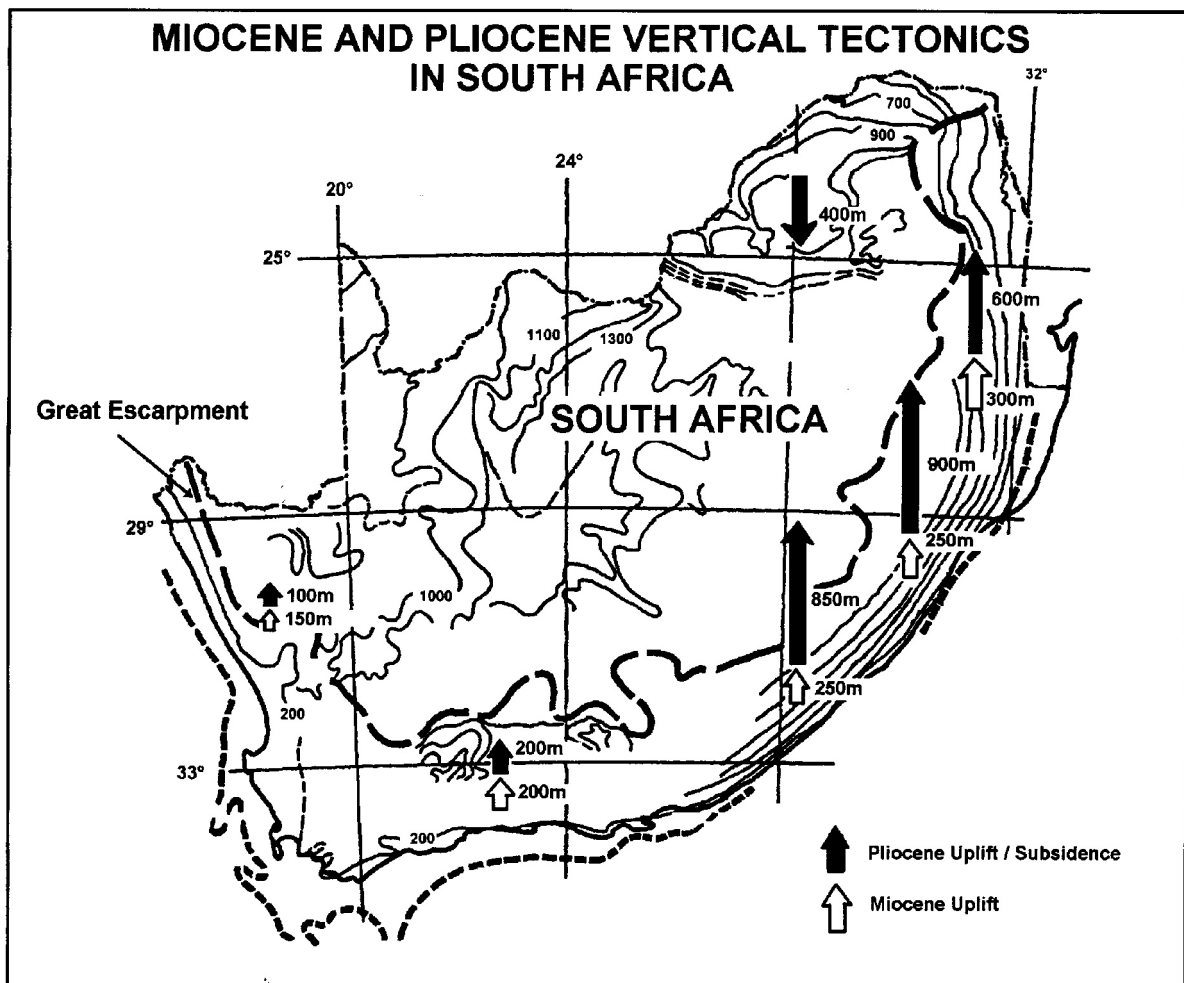 MIOCENE AND PLIOCENE VERTICAL TECTONICS
IN SOUTH AFRICA
32°
700
900
24°
20°
400m
25°
600m
1100
1300
Great Escarpment
SOUTH AFRICA
300m
900m
29°
250m
100m
150m
1000
850m
200
250m
200m
33°
200m
200
Pliocene Uplift / Subsidence
Miocene Uplift